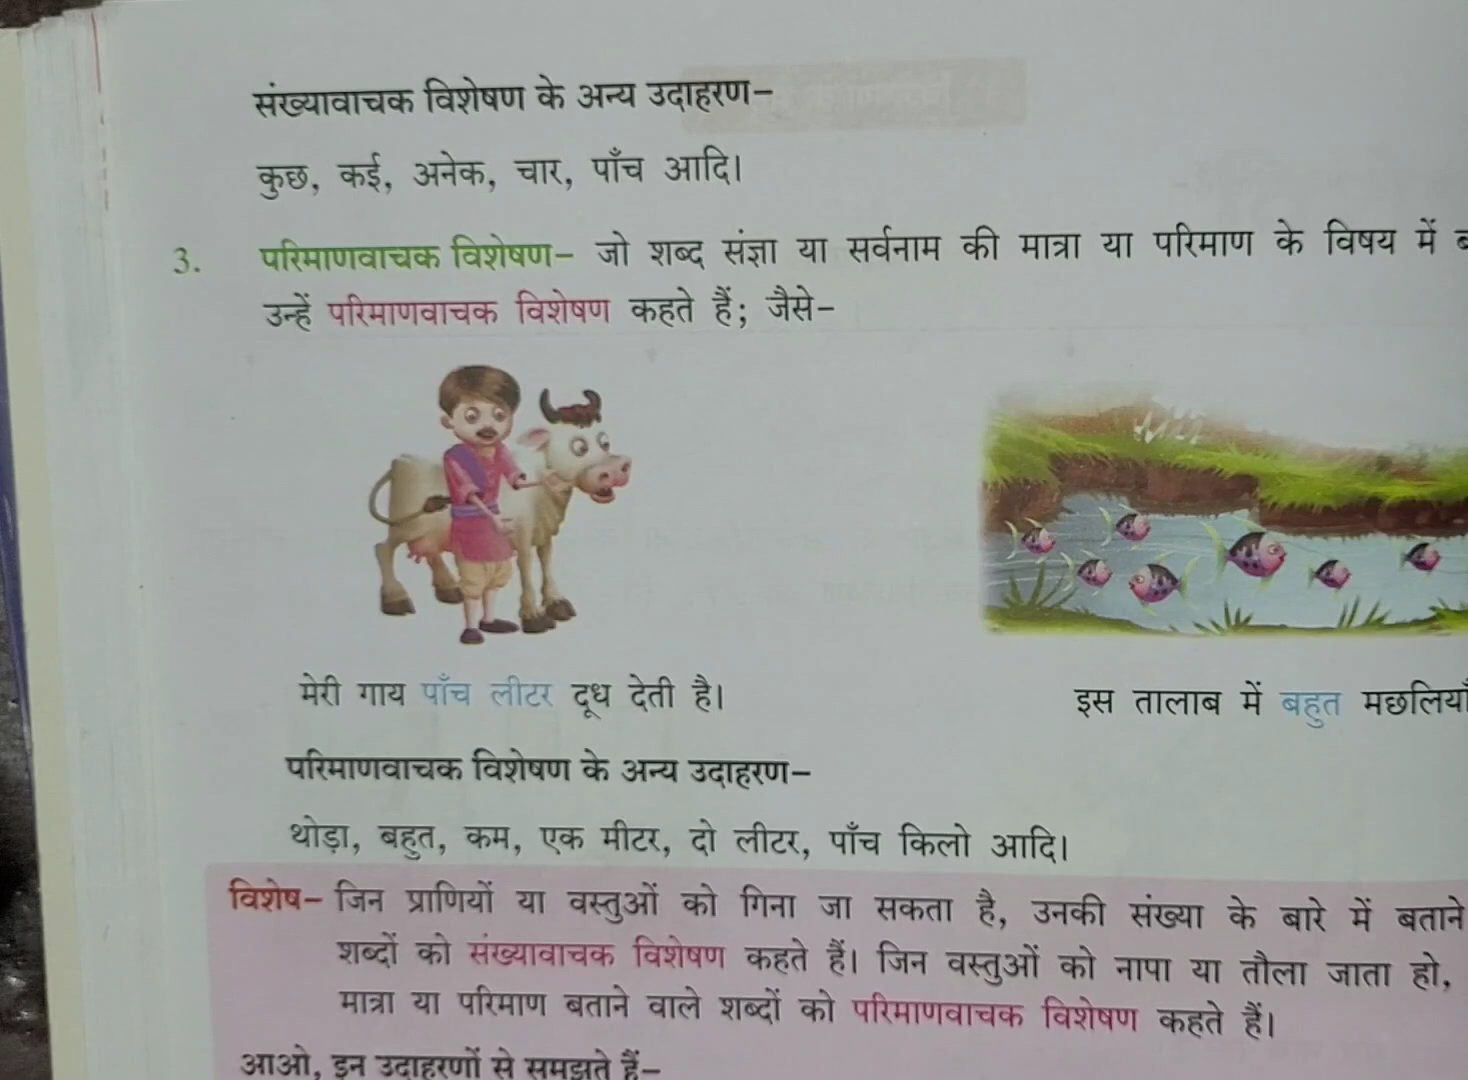 संख्यावाचक विशेषण के अन्य उदाहरण–
कुछ, कई, अनेक, चार, पाँच आदि।
3. परिमाणवाचक विशेषण– जो शब्द संज्ञा या सर्वनाम की मात्रा या परिमाण के विषय में
उन्हें परिमाणवाचक विशेषण कहते हैं; जैसे–
मेरी गाय पाँच लीटर दूध देती है।
इस तालाब में बहुत मछलियाँ
परिमाणवाचक विशेषण के अन्य उदाहरण–
थोड़ा, बहुत, कम, एक मीटर, दो लीटर, पाँच किलो आदि।
विशेष– जिन प्राणियों या वस्तुओं को गिना जा सकता है, उनकी संख्या के बारे में बताने
शब्दों को संख्यावाचक विशेषण कहते हैं। जिन वस्तुओं को नापा या तौला जाता हो,
मात्रा या परिमाण बताने वाले शब्दों को परिमाणवाचक विशेषण कहते हैं।
आओ, इन उदाहरणों से समझते हैं–